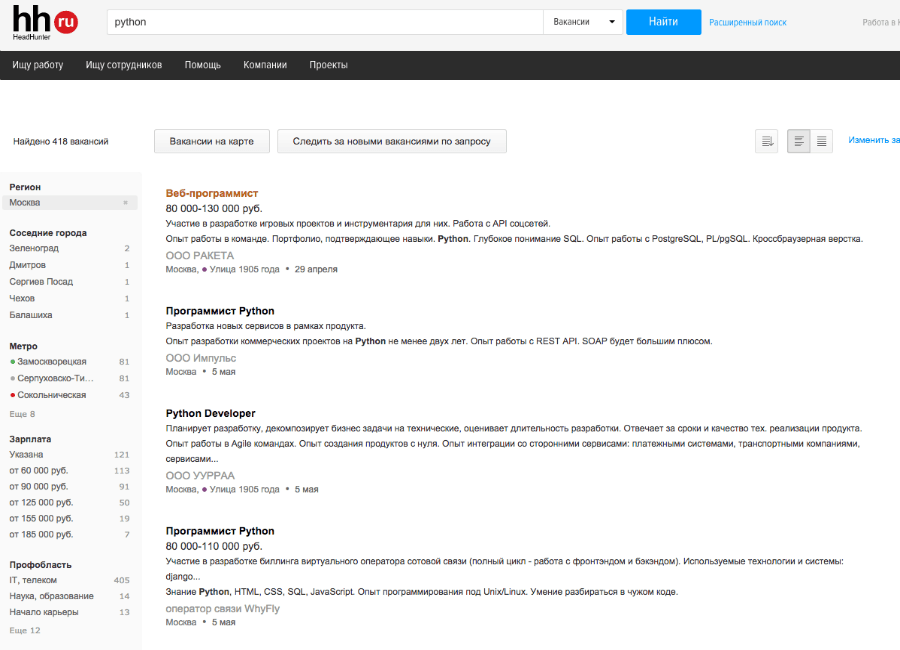 hh ru
HeadHunter
python
Вакансии
Найти
Расширенный поиск
Работа в
Ищу работу Ищу сотрудников Помощь Компании Проекты
Найдено 418 вакансий
Вакансии на карте
Следить за новыми вакансиями по запросу
Изменить за
Регион
Москва
Соседние города
Зеленоград 2
Дмитров 1
Сергиев Посад 1
Чехов 1
Балашиха 1
Метро
Замоскворецкая 81
Серпуховско-Ти... 81
Сокольническая 43
Еще 8
Зарплата
Указана 121
от 60 000 руб. 113
от 90 000 руб. 91
от 125 000 руб. 50
от 155 000 руб. 19
от 185 000 руб. 7
Профобласть
IT, телеком 405
Наука, образование 14
Начало карьеры 13
Еще 12
Веб-программист
80 000-130 000 руб.
Участие в разработке игровых проектов и инструментария для них. Работа с API соцсетей.
Опыт работы в команде. Портфолио, подтверждающее навыки. Python. Глубокое понимание SQL. Опыт работы с PostgreSQL, PL/pgSQL. Кроссбраузерная верстка.
ООО РАКЕТА
Москва, • Улица 1905 года • 29 апреля
Программист Python
Разработка новых сервисов в рамках продукта.
Опыт разработки коммерческих проектов на Python не менее двух лет. Опыт работы с REST API. SOAP будет большим плюсом.
ООО Импульс
Москва • 5 мая
Python Developer
Планирует разработку, декомпозирует бизнес задачи на технические, оценивает длительность разработки. Отвечает за сроки и качество тех. реализации продукта.
Опыт работы в Agile командах. Опыт создания продуктов с нуля. Опыт интеграции со сторонними сервисами: платежными системами, транспортными компаниями,
сервисами...
ООО УУРРАА
Москва, • Улица 1905 года • 5 мая
Программист Python
80 000-110 000 руб.
Участие в разработке биллинга виртуального оператора сотовой связи (полный цикл - работа с фронтэндом и бэкэндом). Используемые технологии и системы:
django...
Знание Python, HTML, CSS, SQL, JavaScript. Опыт программирования под Unix/Linux. Умение разбираться в чужом коде.
оператор связи WhyFly
Москва • 5 мая